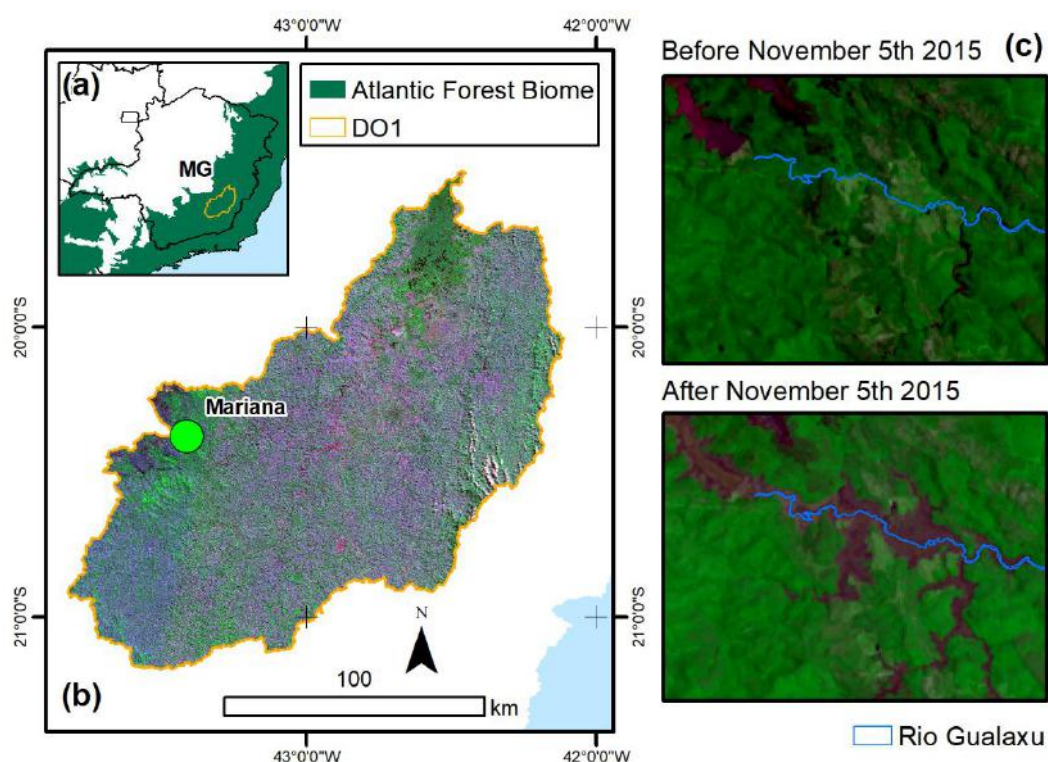 43°0'0"W
42°0'0"W
(a)
MG
Atlantic Forest Biome
DO1
20°0'0"S
20°0'0"S
Mariana
21°0'0"S
21°0'0"S
N
100
km
(b)
43°0'0"W
42°0'0"W
Before November 5th 2015
(c)
After November 5th 2015
Rio Gualaxu